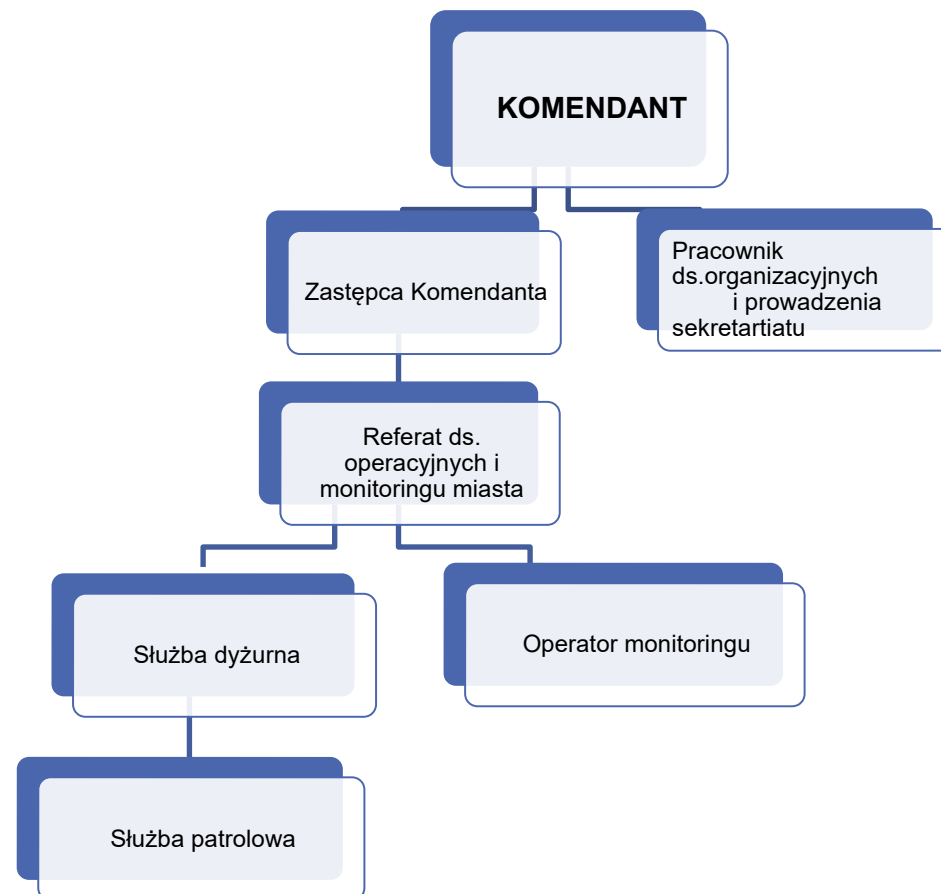 KOMENDANT
Zastępca Komendanta
Pracownik
ds.organizacyjnych
i prowadzenia
sekretartiatu
Referat ds.
operacyjnych i
monitoringu miasta
Służba dyżurna
Operator monitoringu
Służba patrolowa